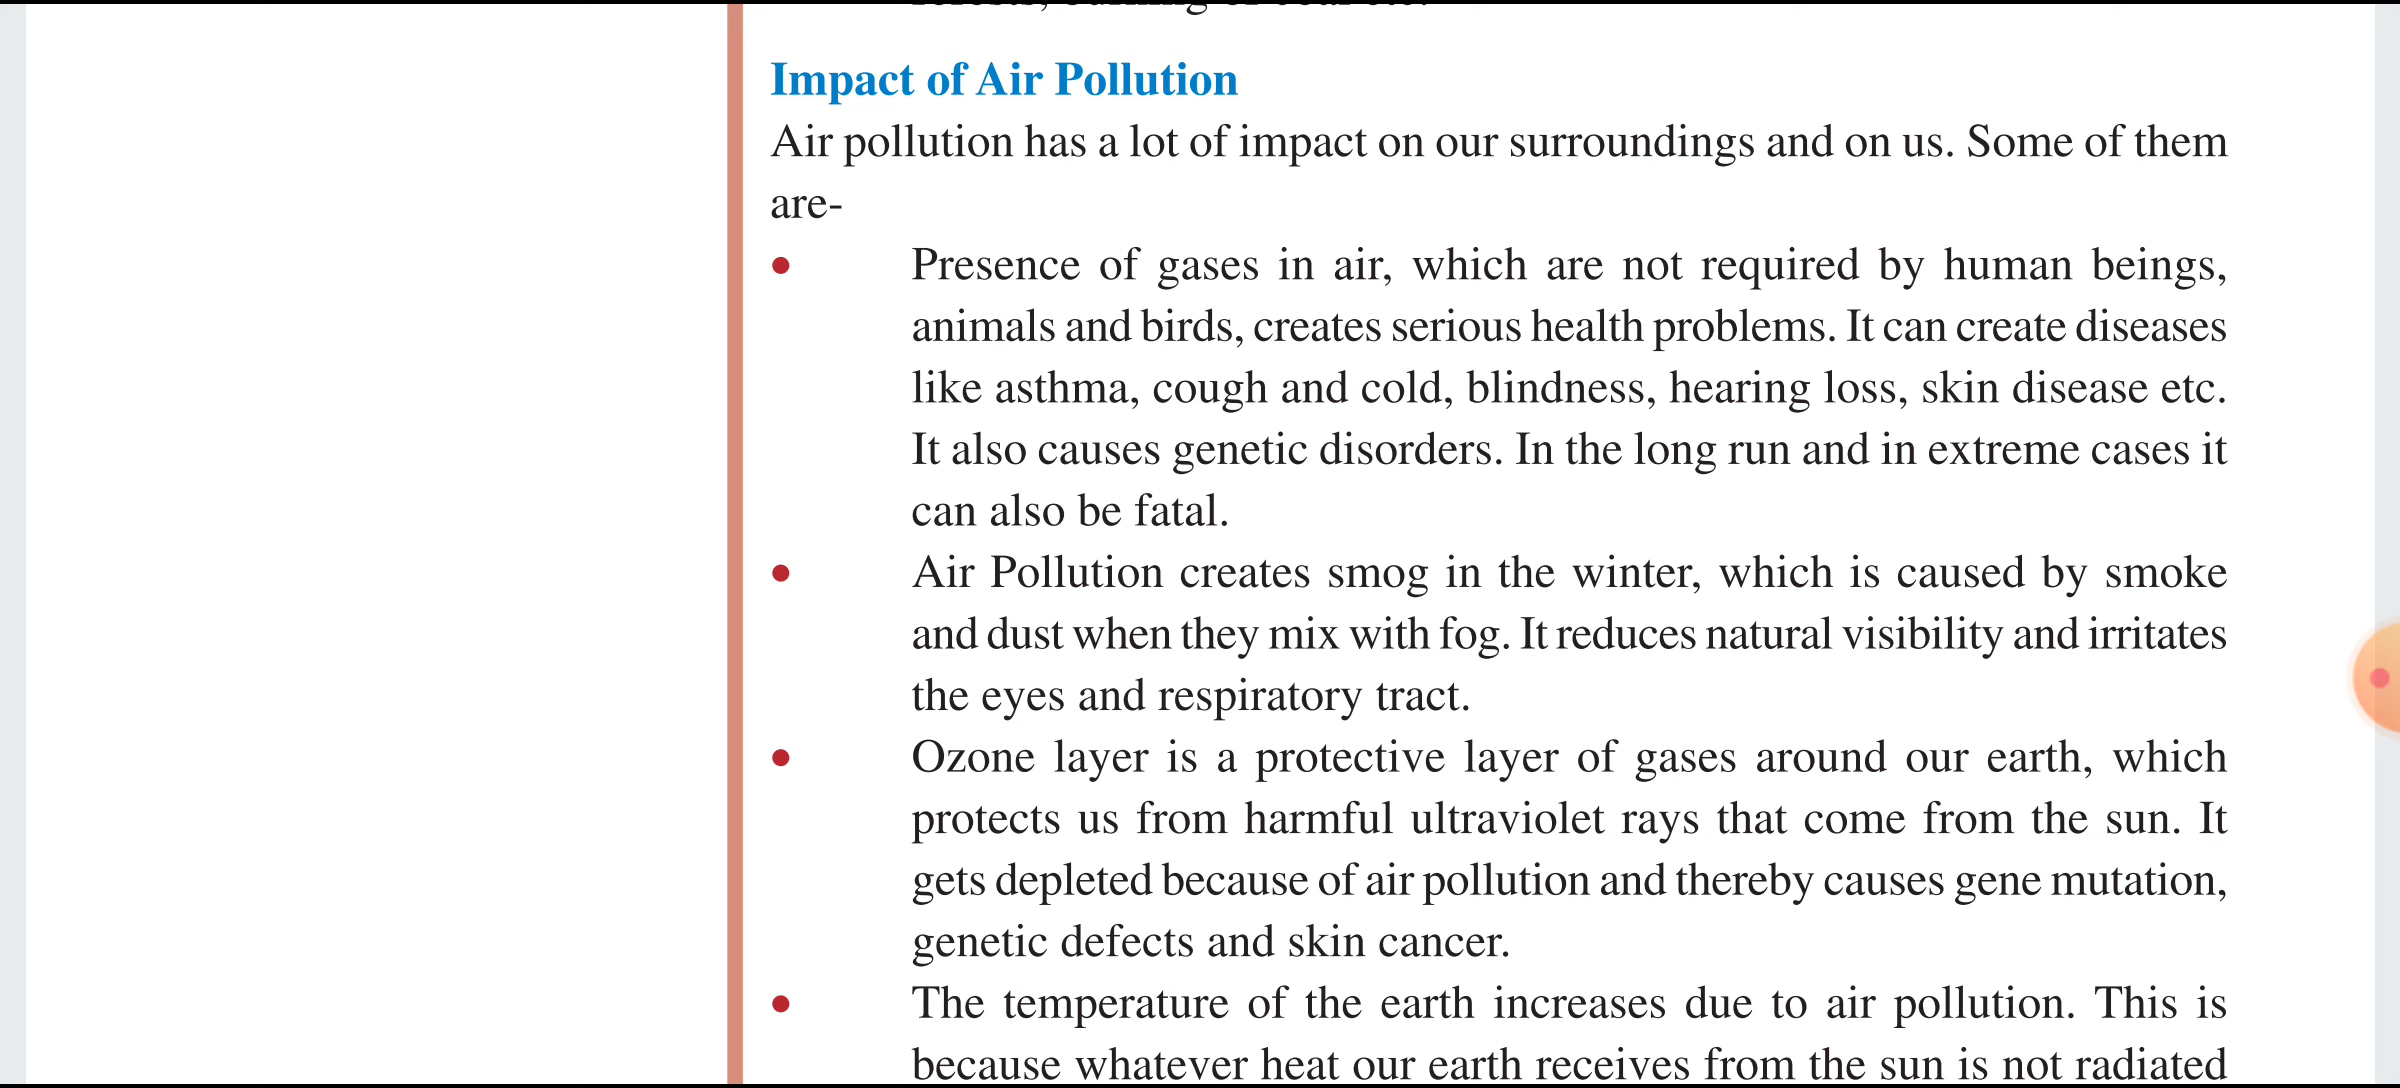 Impact of Air Pollution
Air pollution has a lot of impact on our surroundings and on us. Some of them
are-
• Presence of gases in air, which are not required by human beings,
animals and birds, creates serious health problems. It can create diseases
like asthma, cough and cold, blindness, hearing loss, skin disease etc.
It also causes genetic disorders. In the long run and in extreme cases it
can also be fatal.
• Air Pollution creates smog in the winter, which is caused by smoke
and dust when they mix with fog. It reduces natural visibility and irritates
the eyes and respiratory tract.
• Ozone layer is a protective layer of gases around our earth, which
protects us from harmful ultraviolet rays that come from the sun. It
gets depleted because of air pollution and thereby causes gene mutation,
genetic defects and skin cancer.
• The temperature of the earth increases due to air pollution. This is
because whatever heat our earth receives from the sun is not radiated